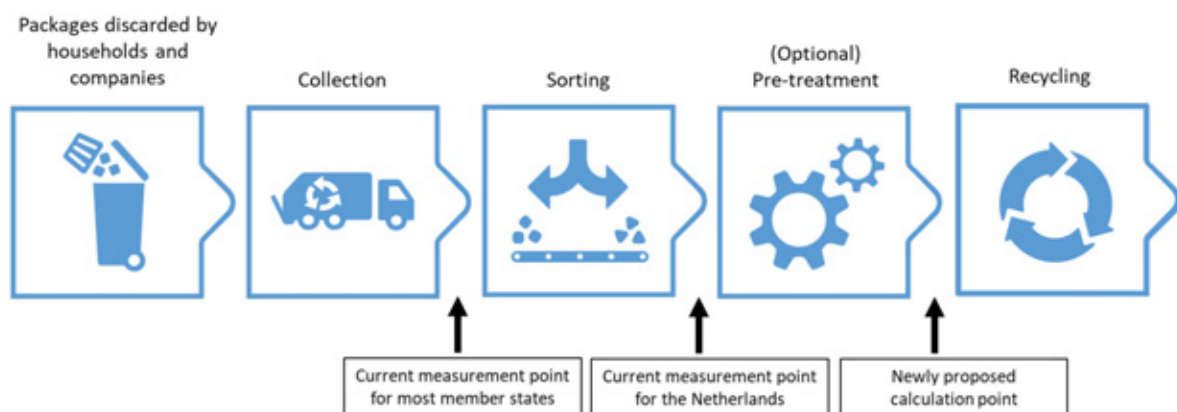 Packages discarded by
households and
companies
Collection
Sorting
(Optional)
Pre-treatment
Recycling
Current measurement point
for most member states
Current measurement point
for the Netherlands
Newly proposed
calculation point